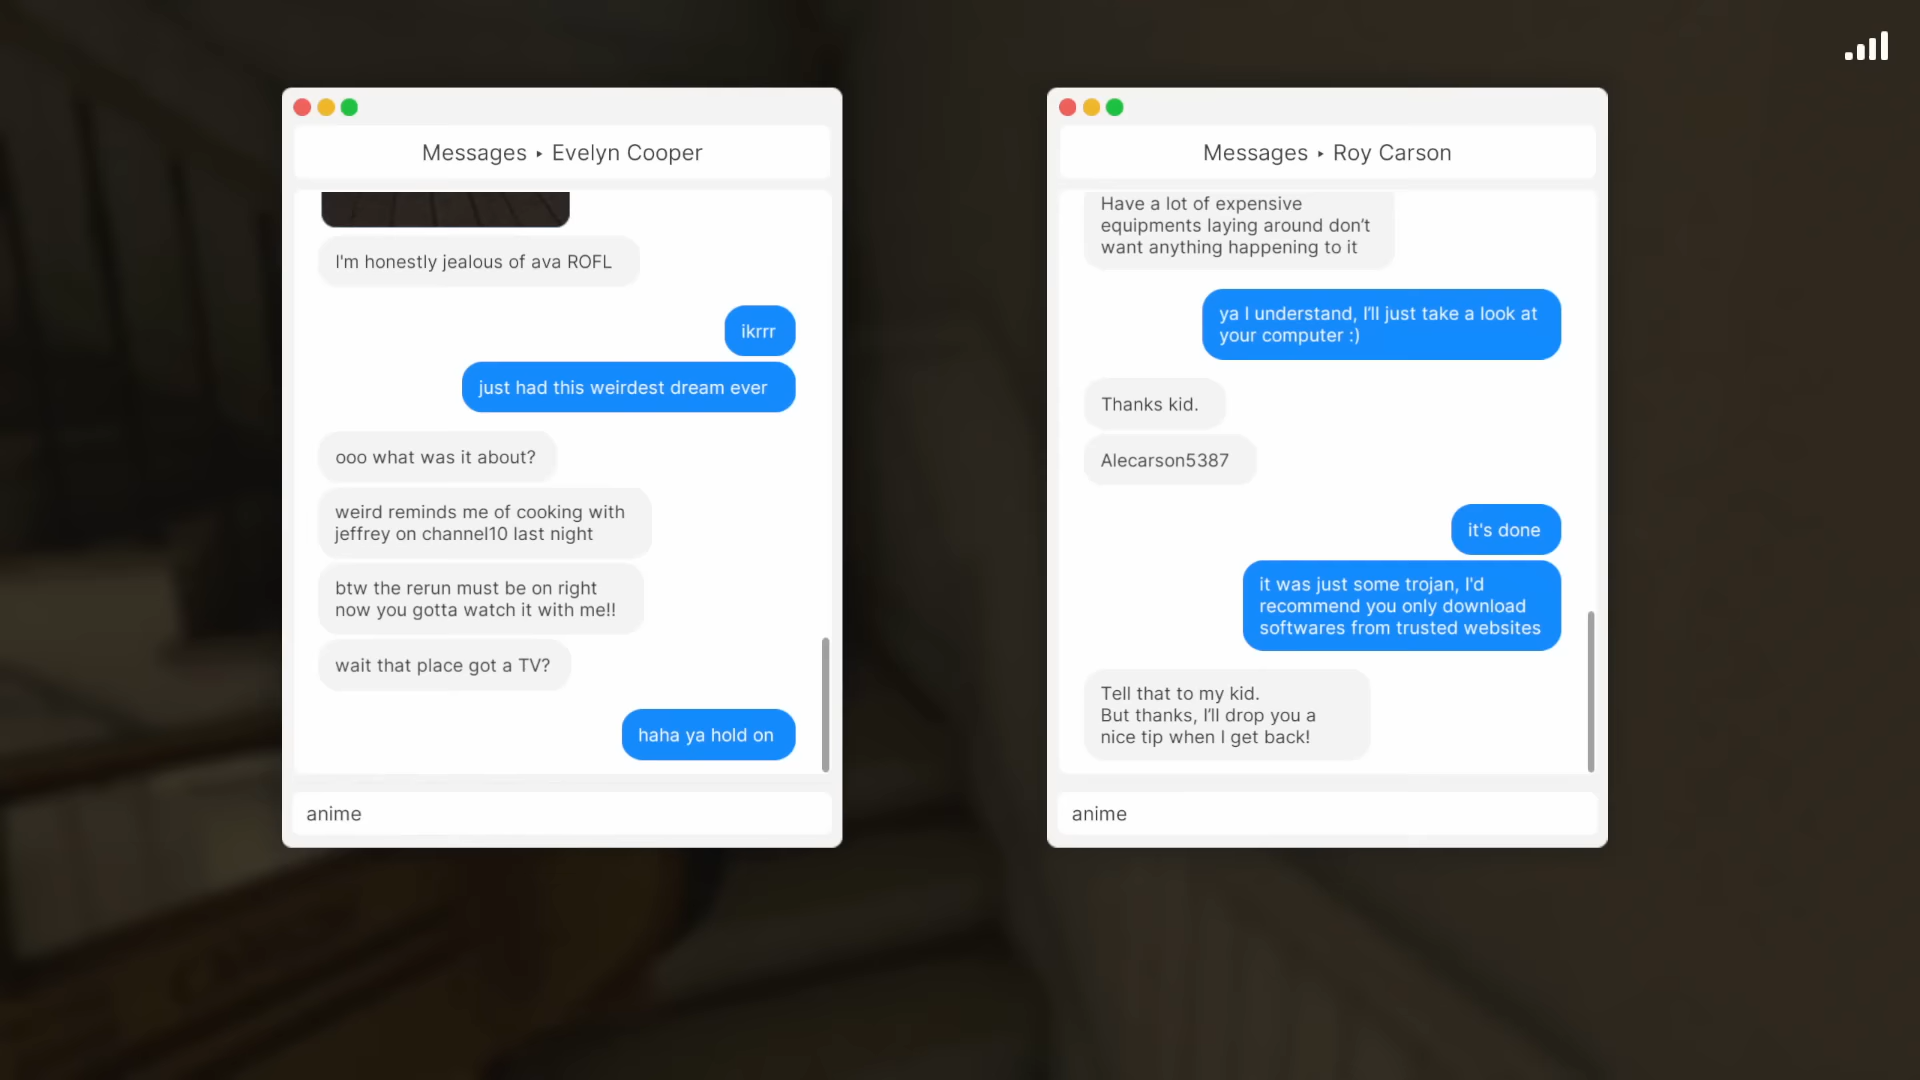 Messages ‣ Evelyn Cooper
I'm honestly jealous of ava ROFL
ikrrr
just had this weirdest dream ever
ooo what was it about?
weird reminds me of cooking with
jeffrey on channel10 last night
btw the rerun must be on right
now you gotta watch it with me!!
wait that place got a TV?
haha ya hold on
anime
Messages ‣ Roy Carson
Have a lot of expensive
equipments laying around don’t
want anything happening to it
ya I understand, I’ll just take a look at
your computer :)
Thanks kid.
Alecarson5387
it's done
it was just some trojan, I'd
recommend you only download
softwares from trusted websites
Tell that to my kid.
But thanks, I’ll drop you a
nice tip when I get back!
anime